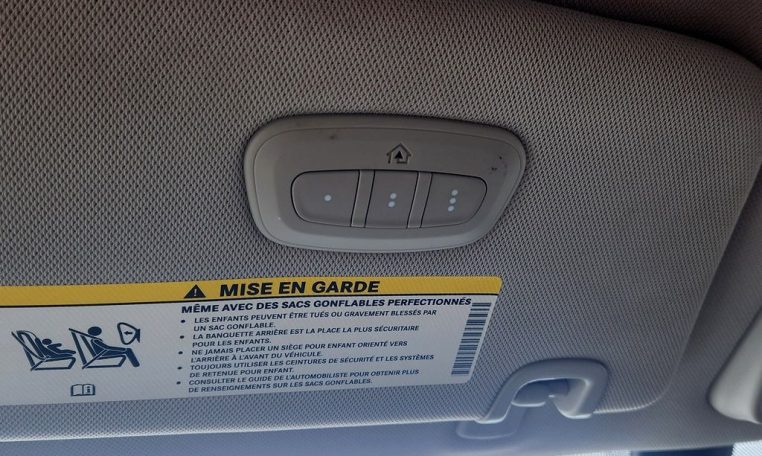 MISE EN GARDE
MÊME AVEC DES SACS GONFLABLES PERFECTIONNÉS
• LES ENFANTS PEUVENT ÊTRE TUÉS OU GRAVEMENT BLESSÉS PAR
UN SAC GONFLABLE.
• LA BANQUETTE ARRIÈRE EST LA PLACE LA PLUS SÉCURITAIRE
POUR LES ENFANTS.
• NE JAMAIS PLACER UN SIÈGE POUR ENFANT ORIENTÉ VERS
L'ARRIÈRE À L'AVANT DU VÉHICULE.
• TOUJOURS UTILISER LES CEINTURES DE SÉCURITÉ ET LES SYSTÈMES
DE RETENUE POUR ENFANT.
• CONSULTER LE GUIDE DE L'AUTOMOBILISTE POUR OBTENIR PLUS
DE RENSEIGNEMENTS SUR LES SACS GONFLABLES.